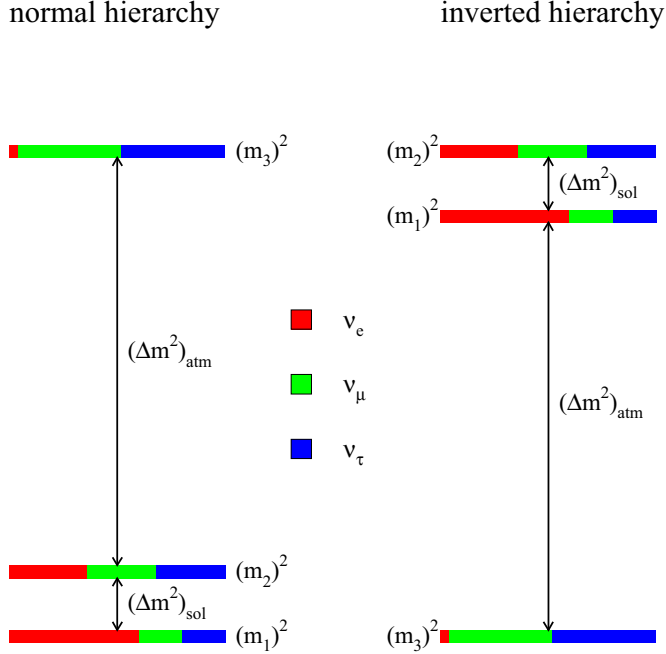 normal hierarchy
inverted hierarchy
(m₃)²
(m₂)²
(Δm²)sol
(m₁)²
(Δm²)atm
νe
νμ
ντ
(Δm²)atm
(m₂)²
(Δm²)sol
(m₁)²
(m₃)²